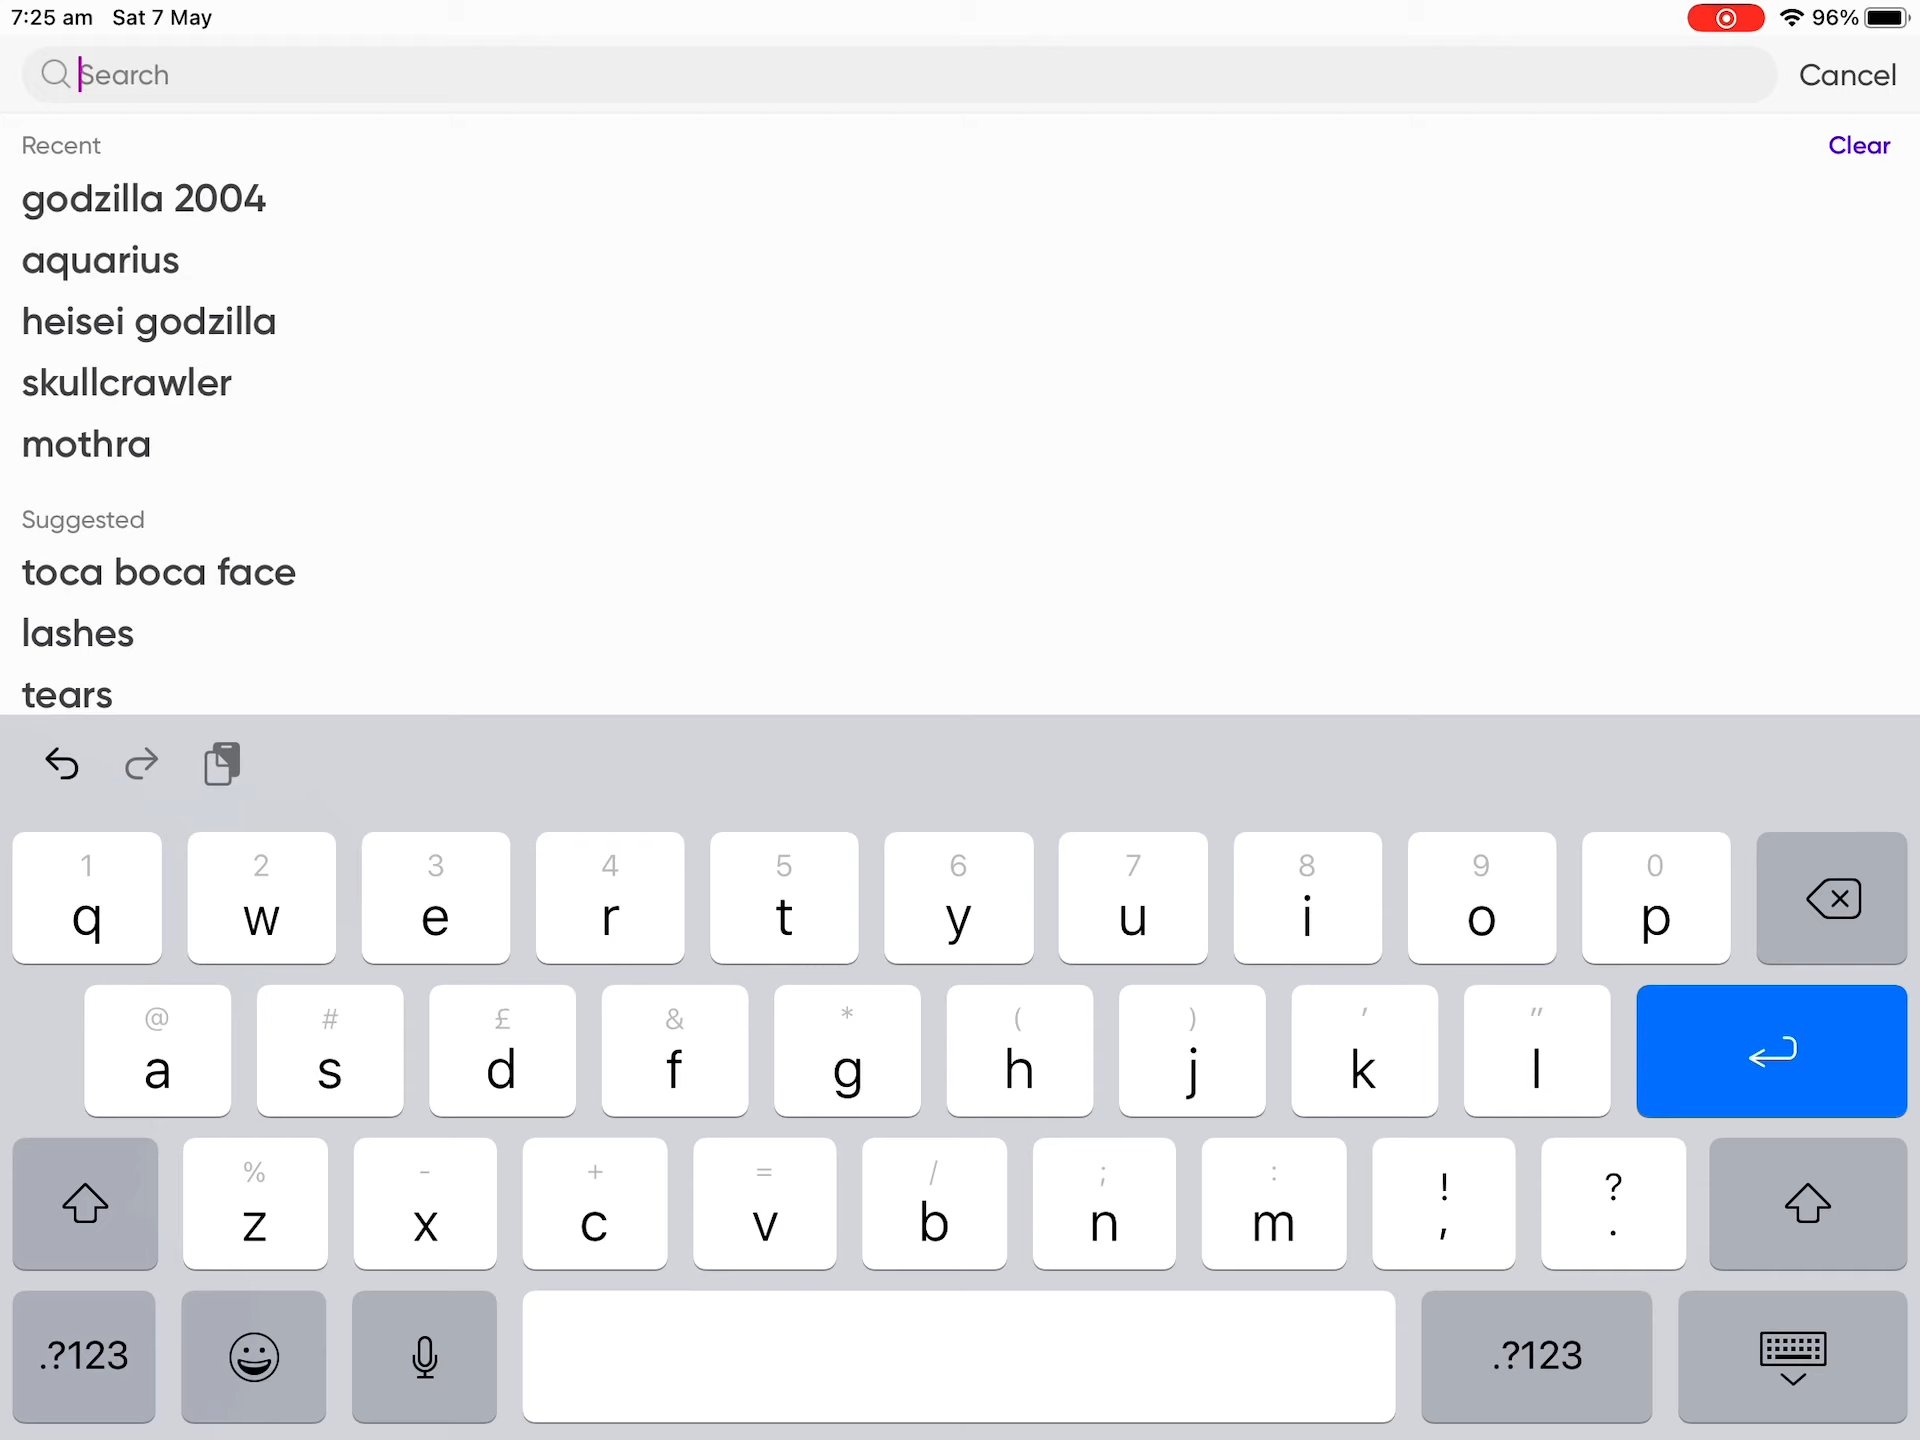 7:25 am Sat 7 May 96%
Search Cancel
Recent Clear
godzilla 2004
aquarius
heisei godzilla
skullcrawler
mothra
Suggested
toca boca face
lashes
tears
1 2 3 4 5 6 7 8 9 0
q w e r t y u i o p
@ # £ & * ( ) ' "
a s d f g h j k l
% - + = / ; : ! ?
z x c v b n m , .
.?123 .?123